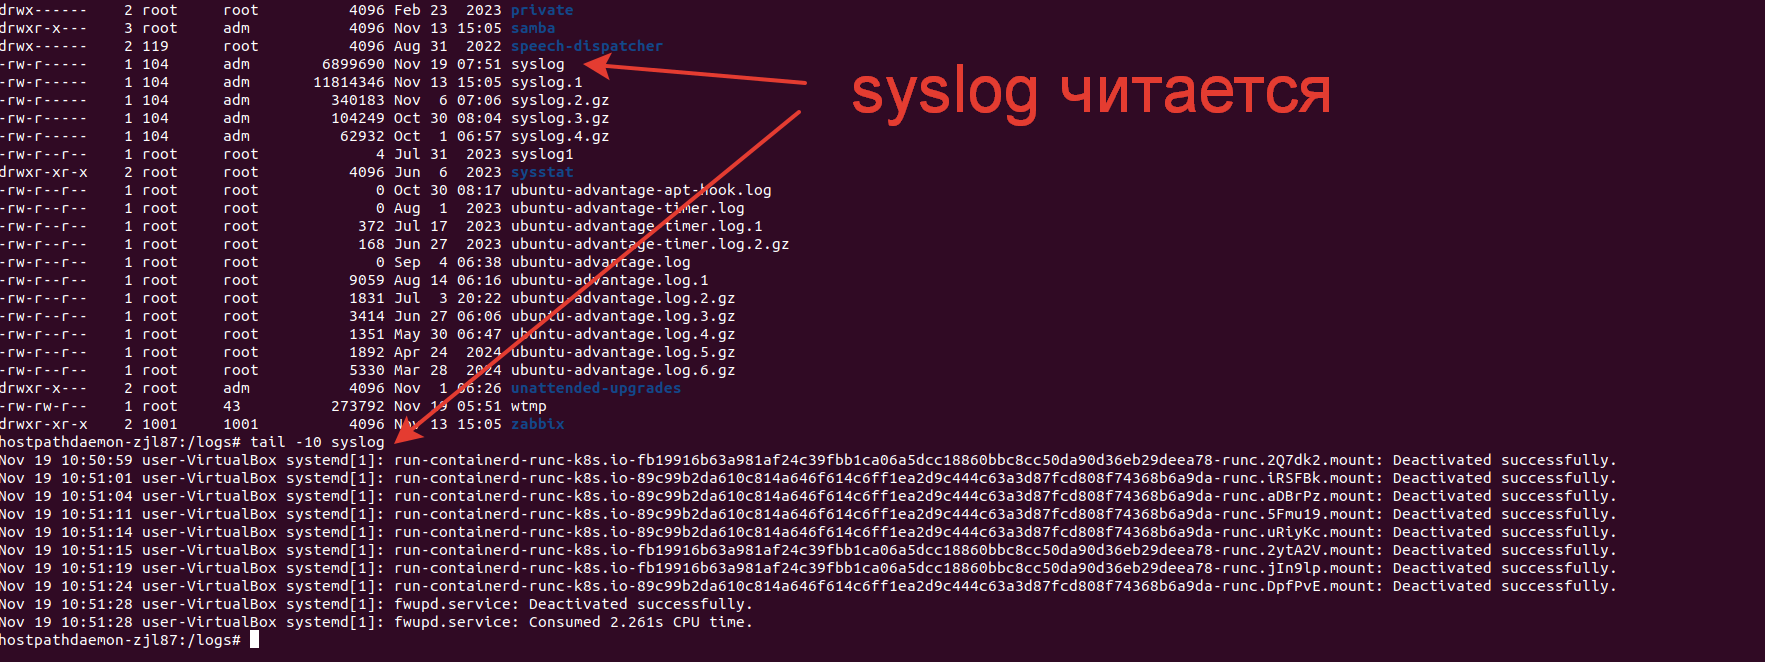 drwx------    2 root     root          4096 Feb 23  2023 private
drwxr-x---    3 root     adm           4096 Nov 13 15:05 samba
drwx------    2 119      root          4096 Aug 31  2022 speech-dispatcher
-rw-r-----    1 104      adm        6899690 Nov 19 07:51 syslog
-rw-r-----    1 104      adm       11814346 Nov 13 15:05 syslog.1
syslog читается
-rw-r-----    1 104      adm         340183 Nov  6 07:06 syslog.2.gz
-rw-r-----    1 104      adm         104249 Oct 30 08:04 syslog.3.gz
-rw-r-----    1 104      adm          62932 Oct  1 06:57 syslog.4.gz
-rw-r--r--    1 root     root             4 Jul 31  2023 syslog1
drwxr-xr-x    2 root     root          4096 Jun  6  2023 sysstat
-rw-r--r--    1 root     root             0 Oct 30 08:17 ubuntu-advantage-apt-hook.log
-rw-r--r--    1 root     root             0 Aug  1  2023 ubuntu-advantage-timer.log
-rw-r--r--    1 root     root           372 Jul 17  2023 ubuntu-advantage-timer.log.1
-rw-r--r--    1 root     root           168 Jun 27  2023 ubuntu-advantage-timer.log.2.gz
-rw-r--r--    1 root     root             0 Sep  4 06:38 ubuntu-advantage.log
-rw-r--r--    1 root     root          9059 Aug 14 06:16 ubuntu-advantage.log.1
-rw-r--r--    1 root     root          1831 Jul  3 20:22 ubuntu-advantage.log.2.gz
-rw-r--r--    1 root     root          3414 Jun 27 06:06 ubuntu-advantage.log.3.gz
-rw-r--r--    1 root     root          1351 May 30 06:47 ubuntu-advantage.log.4.gz
-rw-r--r--    1 root     root          1892 Apr 24  2024 ubuntu-advantage.log.5.gz
-rw-r--r--    1 root     root          5330 Mar 28  2024 ubuntu-advantage.log.6.gz
drwxr-x---    2 root     adm           4096 Nov  1 06:26 unattended-upgrades
-rw-rw-r--    1 root     43          273792 Nov 19 05:51 wtmp
drwxr-xr-x    2 1001     1001          4096 Nov 13 15:05 zabbix
hostpathdaemon-zjl87:/logs# tail -10 syslog
Nov 19 10:50:59 user-VirtualBox systemd[1]: run-containerd-runc-k8s.io-fb19916b63a981af24c39fbb1ca06a5dcc18860bbc8cc50da90d36eb29deea78-runc.2Q7dk2.mount: Deactivated successfully.
Nov 19 10:51:01 user-VirtualBox systemd[1]: run-containerd-runc-k8s.io-89c99b2da610c814a646f614c6ff1ea2d9c444c63a3d87fcd808f74368b6a9da-runc.iRSFBk.mount: Deactivated successfully.
Nov 19 10:51:04 user-VirtualBox systemd[1]: run-containerd-runc-k8s.io-89c99b2da610c814a646f614c6ff1ea2d9c444c63a3d87fcd808f74368b6a9da-runc.aDBrPz.mount: Deactivated successfully.
Nov 19 10:51:11 user-VirtualBox systemd[1]: run-containerd-runc-k8s.io-89c99b2da610c814a646f614c6ff1ea2d9c444c63a3d87fcd808f74368b6a9da-runc.5Fmu19.mount: Deactivated successfully.
Nov 19 10:51:14 user-VirtualBox systemd[1]: run-containerd-runc-k8s.io-89c99b2da610c814a646f614c6ff1ea2d9c444c63a3d87fcd808f74368b6a9da-runc.uRiyKc.mount: Deactivated successfully.
Nov 19 10:51:15 user-VirtualBox systemd[1]: run-containerd-runc-k8s.io-fb19916b63a981af24c39fbb1ca06a5dcc18860bbc8cc50da90d36eb29deea78-runc.2ytA2V.mount: Deactivated successfully.
Nov 19 10:51:19 user-VirtualBox systemd[1]: run-containerd-runc-k8s.io-fb19916b63a981af24c39fbb1ca06a5dcc18860bbc8cc50da90d36eb29deea78-runc.jIn9lp.mount: Deactivated successfully.
Nov 19 10:51:24 user-VirtualBox systemd[1]: run-containerd-runc-k8s.io-89c99b2da610c814a646f614c6ff1ea2d9c444c63a3d87fcd808f74368b6a9da-runc.DpfPvE.mount: Deactivated successfully.
Nov 19 10:51:28 user-VirtualBox systemd[1]: fwupd.service: Deactivated successfully.
Nov 19 10:51:28 user-VirtualBox systemd[1]: fwupd.service: Consumed 2.261s CPU time.
hostpathdaemon-zjl87:/logs#